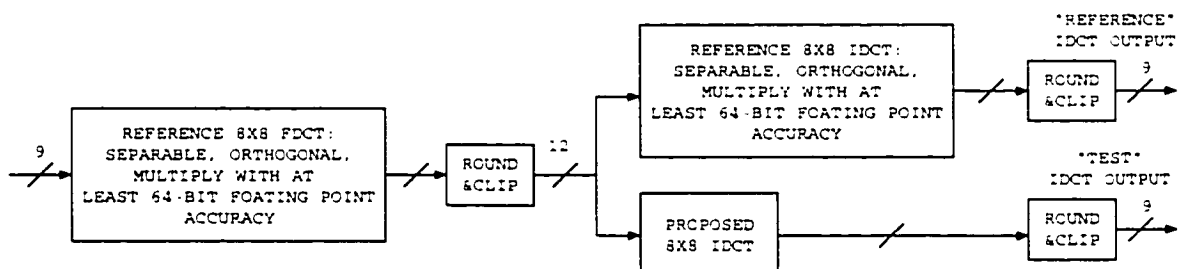 9
REFERENCE 8X8 FDCT:
SEPARABLE, ORTHOGONAL,
MULTIPLY WITH AT
LEAST 64-BIT FOATING POINT
ACCURACY
ROUND
&CLIP
12
REFERENCE 8X8 IDCT:
SEPARABLE, ORTHOGONAL,
MULTIPLY WITH AT
LEAST 64-BIT FOATING POINT
ACCURACY
"REFERENCE"
IDCT OUTPUT
ROUND
&CLIP
9
PROPOSED
8X8 IDCT
"TEST"
IDCT OUTPUT
ROUND
&CLIP
9